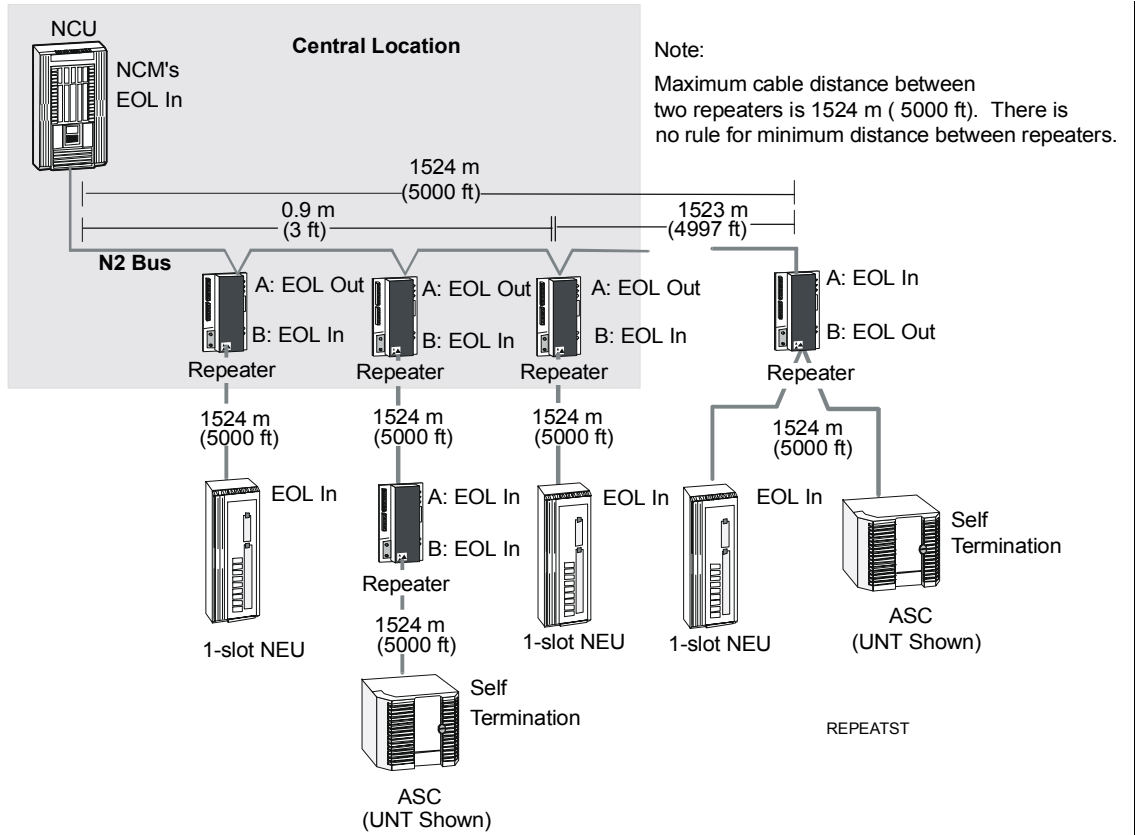 NCU
NCM's
EOL In
Central Location
Note:
Maximum cable distance between
two repeaters is 1524 m ( 5000 ft). There is
no rule for minimum distance between repeaters.
1524 m
(5000 ft)
0.9 m
(3 ft)
1523 m
(4997 ft)
N2 Bus
A: EOL Out
B: EOL In
Repeater
A: EOL Out
B: EOL In
Repeater
A: EOL Out
B: EOL In
Repeater
A: EOL In
B: EOL Out
Repeater
1524 m
(5000 ft)
1524 m
(5000 ft)
1524 m
(5000 ft)
1524 m
(5000 ft)
EOL In
1-slot NEU
A: EOL In
B: EOL In
Repeater
1524 m
(5000 ft)
EOL In
1-slot NEU
EOL In
1-slot NEU
Self
Termination
ASC
(UNT Shown)
Self
Termination
ASC
(UNT Shown)
REPEATST